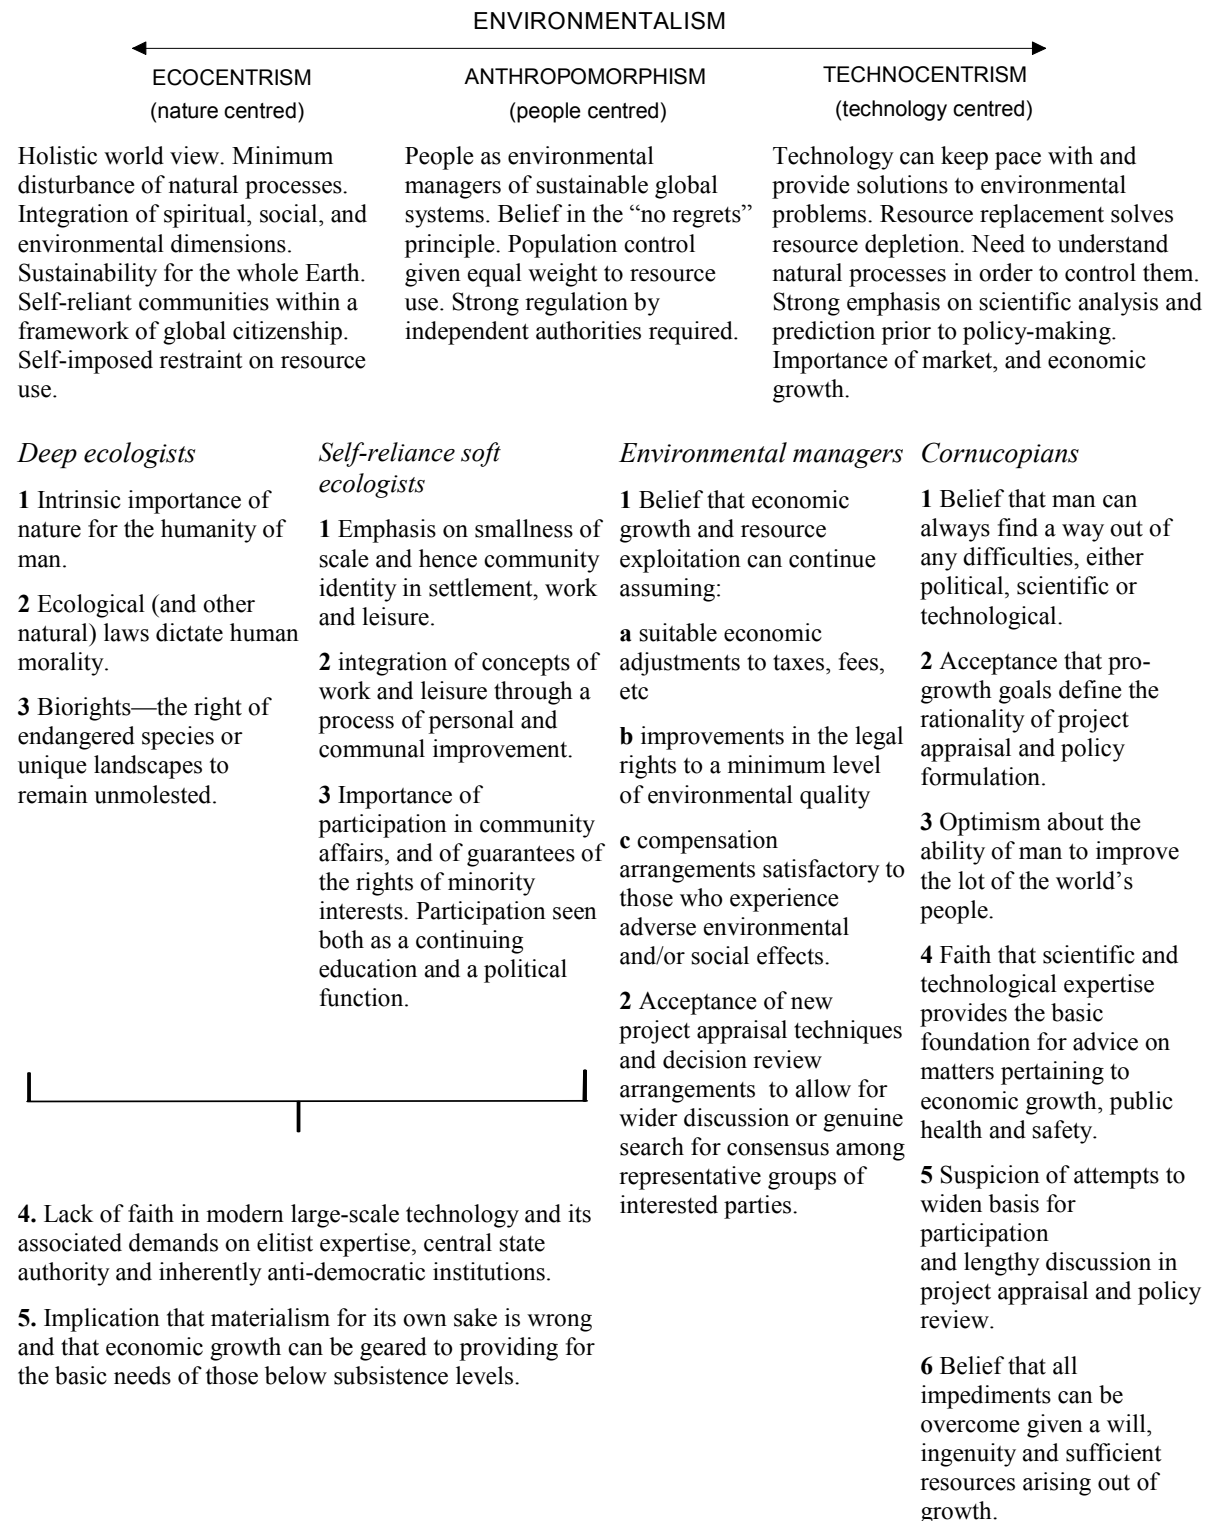 ENVIRONMENTALISM
ECOCENTRISM
(nature centred)
ANTHROPOMORPHISM
(people centred)
TECHNOCENTRISM
(technology centred)
Holistic world view. Minimum
disturbance of natural processes.
Integration of spiritual, social, and
environmental dimensions.
Sustainability for the whole Earth.
Self-reliant communities within a
framework of global citizenship.
Self-imposed restraint on resource
use.
People as environmental
managers of sustainable global
systems. Belief in the “no regrets”
principle. Population control
given equal weight to resource
use. Strong regulation by
independent authorities required.
Technology can keep pace with and
provide solutions to environmental
problems. Resource replacement solves
resource depletion. Need to understand
natural processes in order to control them.
Strong emphasis on scientific analysis and
prediction prior to policy-making.
Importance of market, and economic
growth.
Deep ecologists
1 Intrinsic importance of
nature for the humanity of
man.
2 Ecological (and other
natural) laws dictate human
morality.
3 Biorights—the right of
endangered species or
unique landscapes to
remain unmolested.
Self-reliance soft
ecologists
1 Emphasis on smallness of
scale and hence community
identity in settlement, work
and leisure.
2 integration of concepts of
work and leisure through a
process of personal and
communal improvement.
3 Importance of
participation in community
affairs, and of guarantees of
the rights of minority
interests. Participation seen
both as a continuing
education and a political
function.
4. Lack of faith in modern large-scale technology and its
associated demands on elitist expertise, central state
authority and inherently anti-democratic institutions.
5. Implication that materialism for its own sake is wrong
and that economic growth can be geared to providing for
the basic needs of those below subsistence levels.
Environmental managers
1 Belief that economic
growth and resource
exploitation can continue
assuming:
a suitable economic
adjustments to taxes, fees,
etc
b improvements in the legal
rights to a minimum level
of environmental quality
c compensation
arrangements satisfactory to
those who experience
adverse environmental
and/or social effects.
2 Acceptance of new
project appraisal techniques
and decision review
arrangements to allow for
wider discussion or genuine
search for consensus among
representative groups of
interested parties.
Cornucopians
1 Belief that man can
always find a way out of
any difficulties, either
political, scientific or
technological.
2 Acceptance that pro-
growth goals define the
rationality of project
appraisal and policy
formulation.
3 Optimism about the
ability of man to improve
the lot of the world’s
people.
4 Faith that scientific and
technological expertise
provides the basic
foundation for advice on
matters pertaining to
economic growth, public
health and safety.
5 Suspicion of attempts to
widen basis for
participation
and lengthy discussion in
project appraisal and policy
review.
6 Belief that all
impediments can be
overcome given a will,
ingenuity and sufficient
resources arising out of
growth.